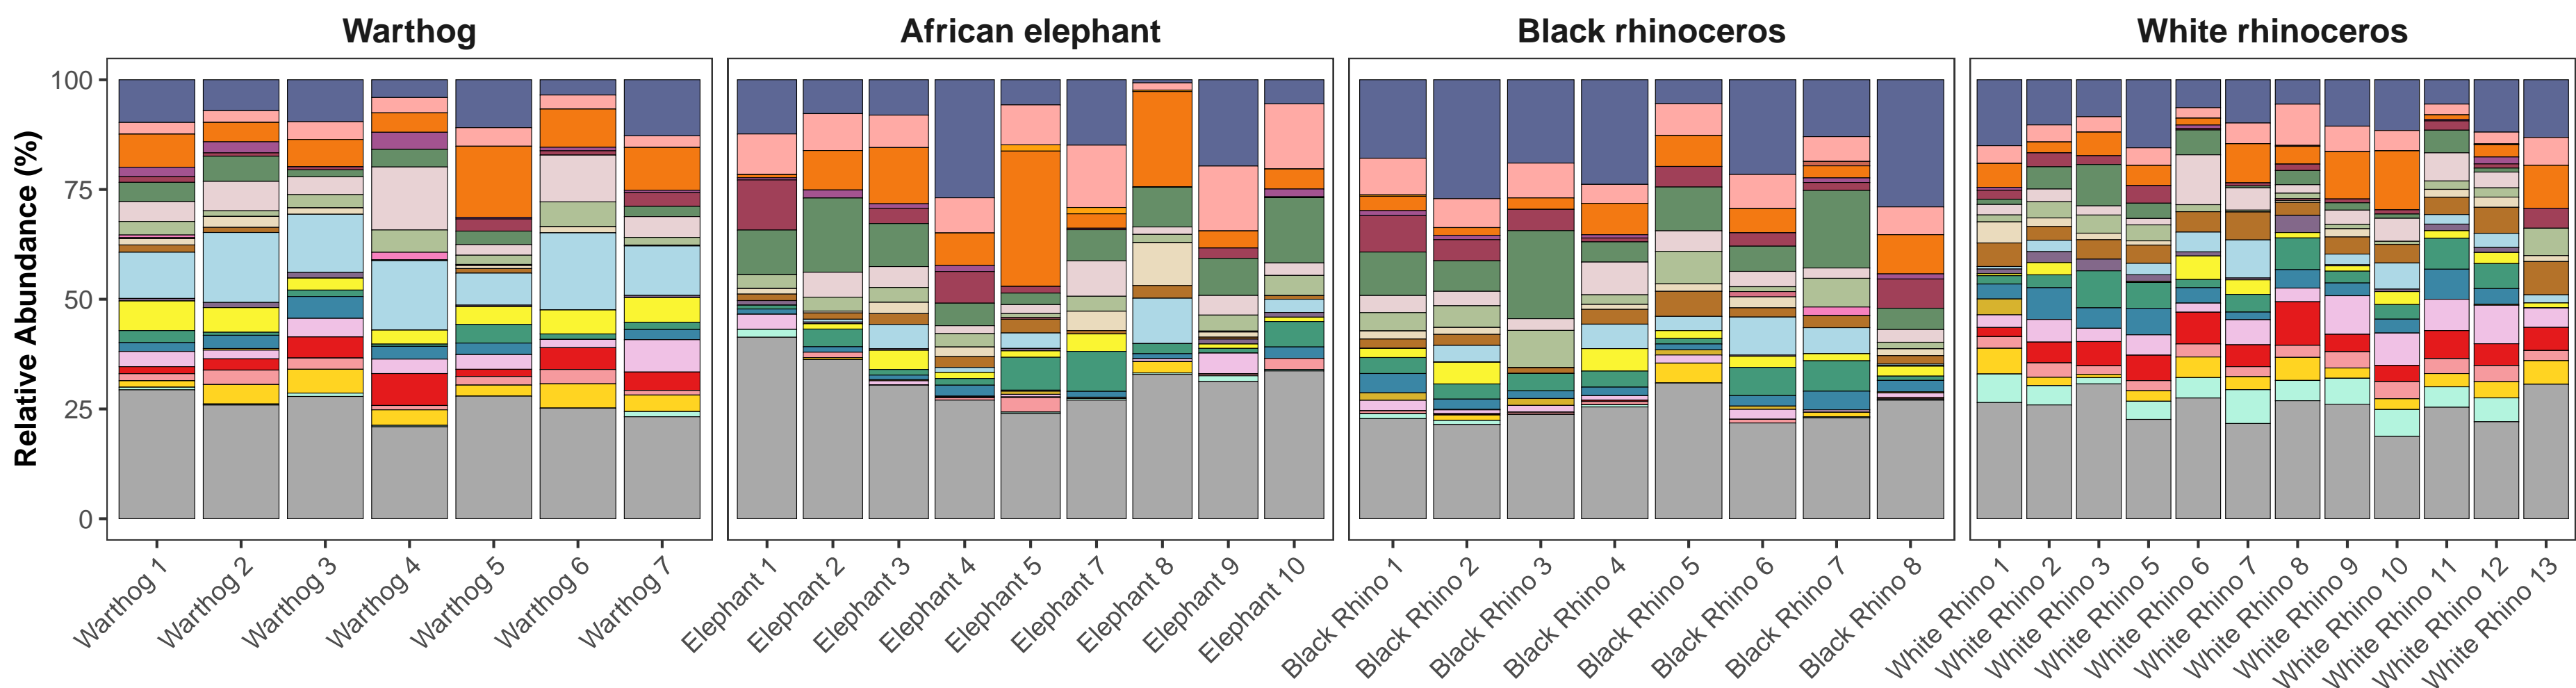 Warthog
African elephant
Black rhinoceros
White rhinoceros
Relative Abundance (%)
100
75
50
25
0
Warthog 1
Warthog 2
Warthog 3
Warthog 4
Warthog 5
Warthog 6
Warthog 7
Elephant 1
Elephant 2
Elephant 3
Elephant 4
Elephant 5
Elephant 7
Elephant 8
Elephant 9
Elephant 10
Black Rhino 1
Black Rhino 2
Black Rhino 3
Black Rhino 4
Black Rhino 5
Black Rhino 6
Black Rhino 7
Black Rhino 8
White Rhino 1
White Rhino 2
White Rhino 3
White Rhino 5
White Rhino 6
White Rhino 7
White Rhino 8
White Rhino 9
White Rhino 10
White Rhino 11
White Rhino 12
White Rhino 13